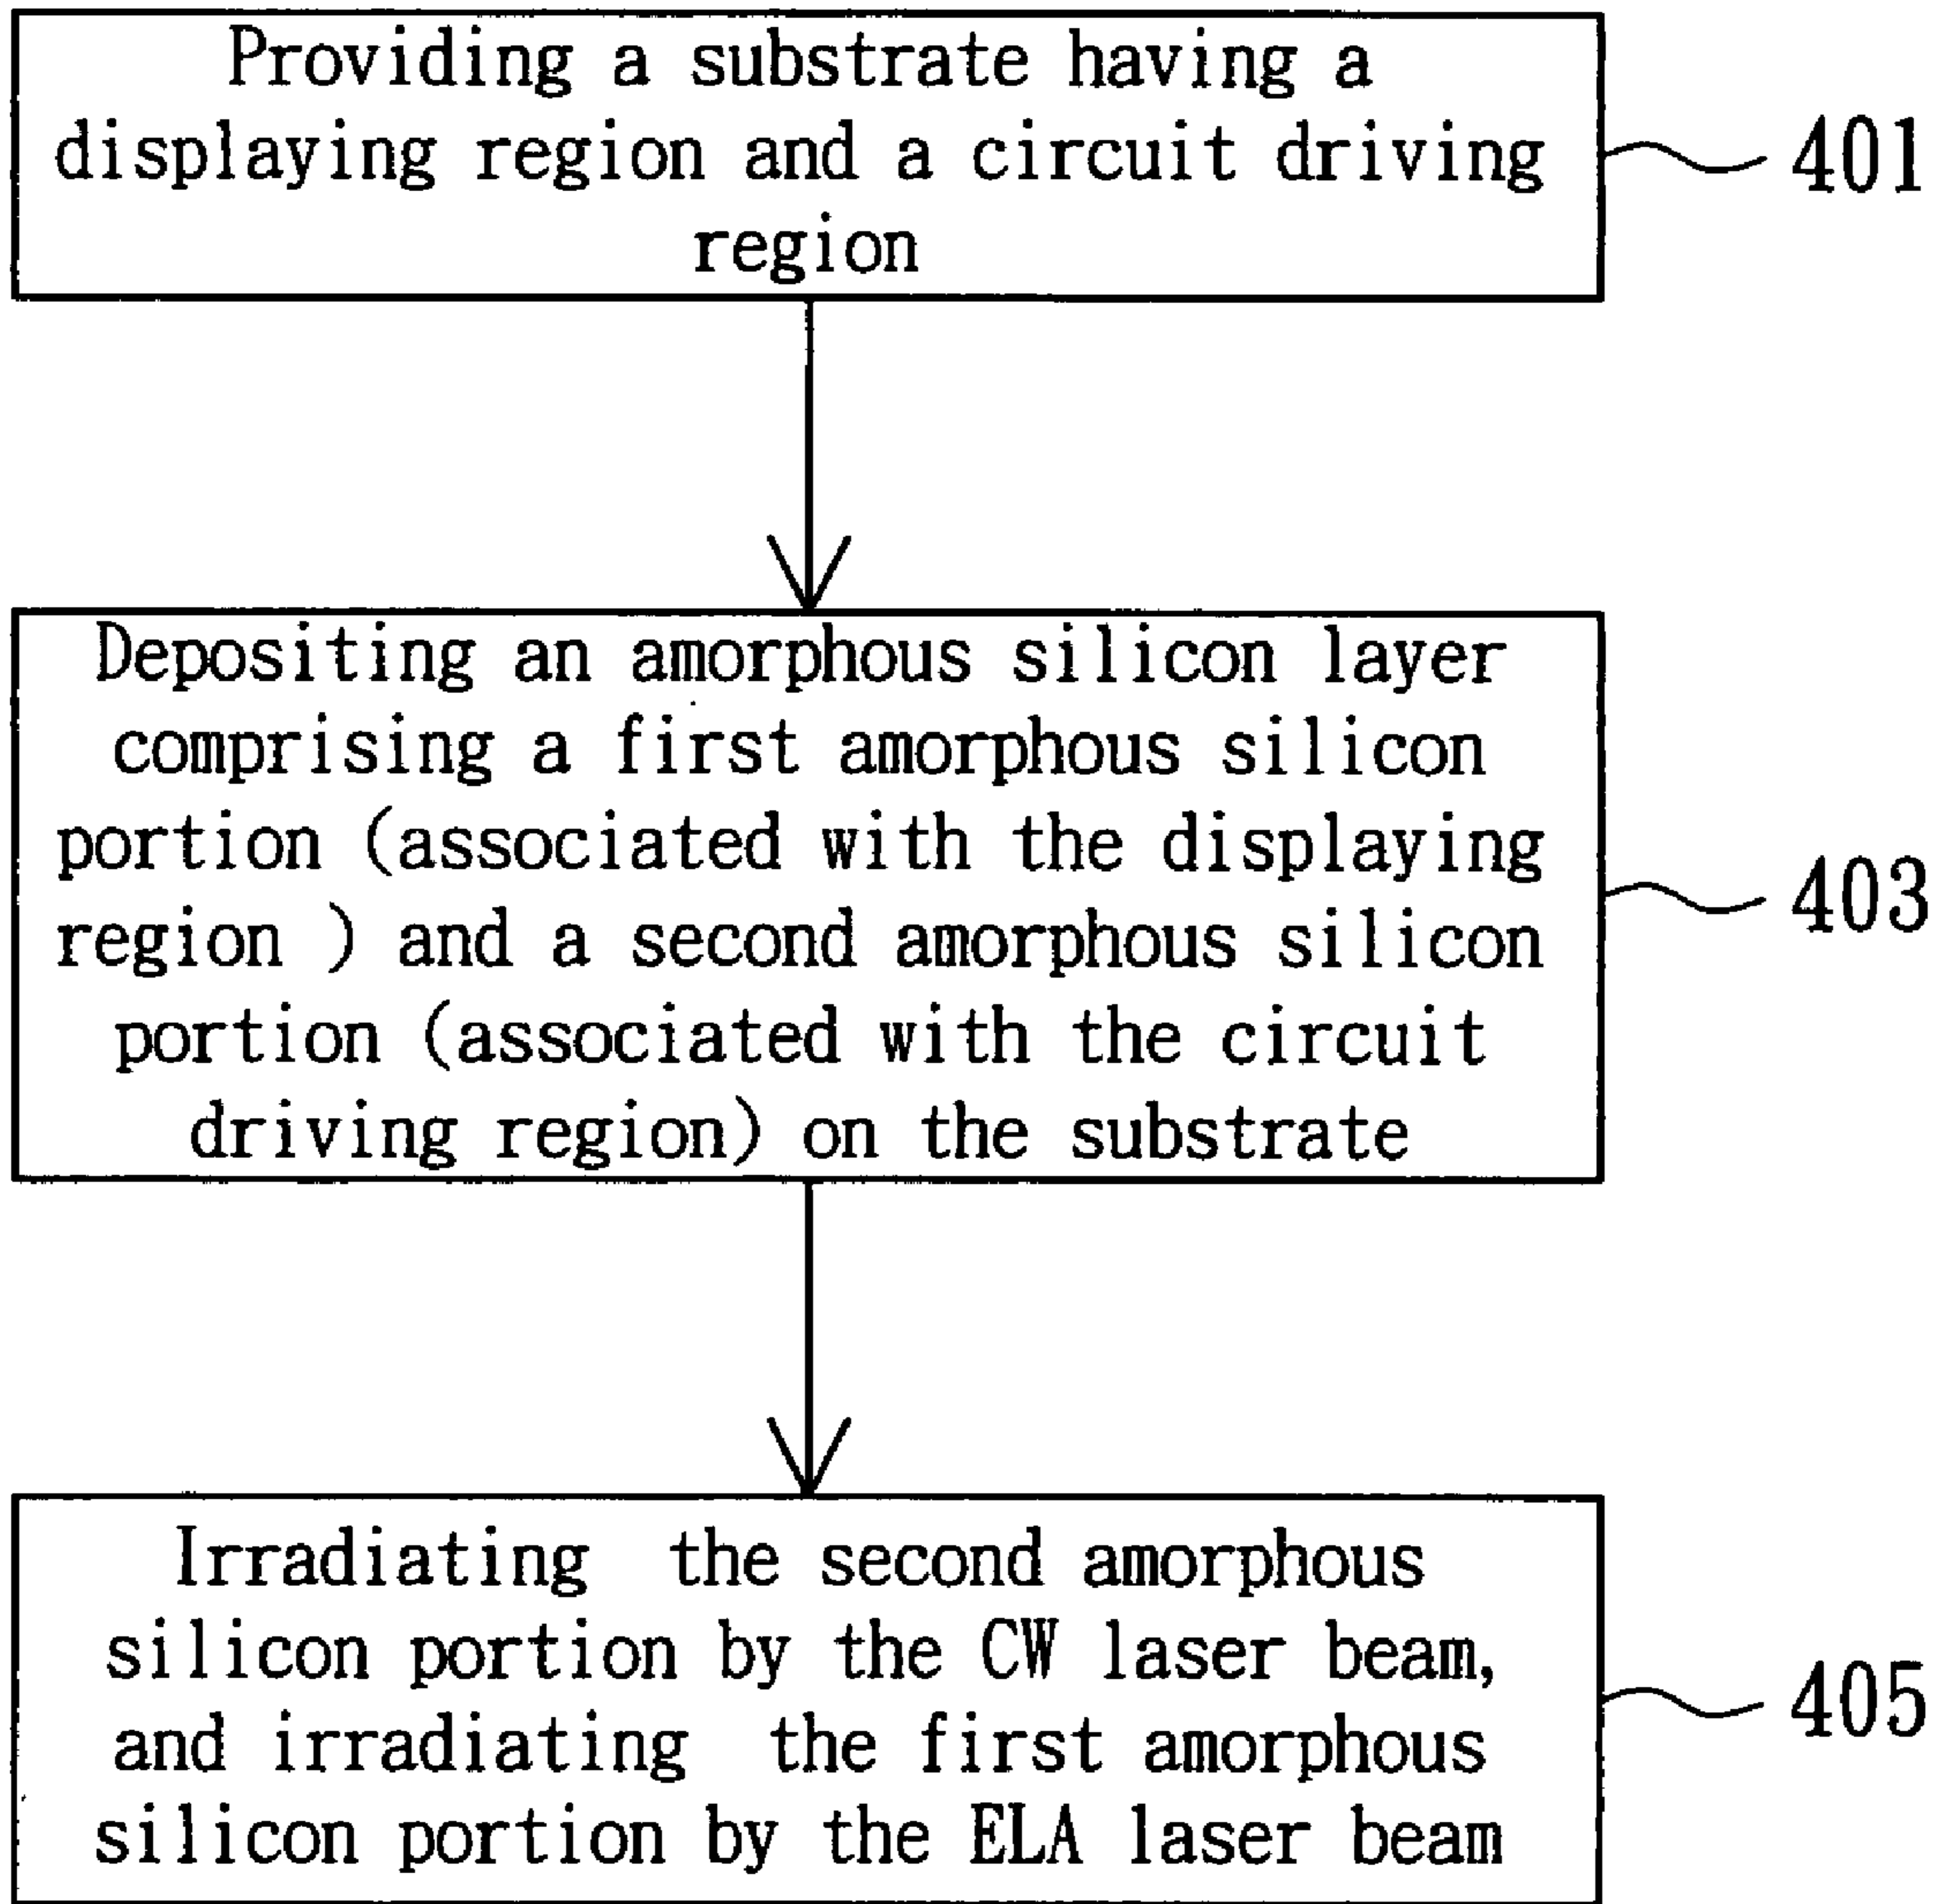 Providing a substrate having a
displaying region and a circuit driving
region
401
Depositing an amorphous silicon layer
comprising a first amorphous silicon
portion (associated with the displaying
region ) and a second amorphous silicon
portion (associated with the circuit
driving region) on the substrate
403
Irradiating the second amorphous
silicon portion by the CW laser beam,
and irradiating the first amorphous
silicon portion by the ELA laser beam
405